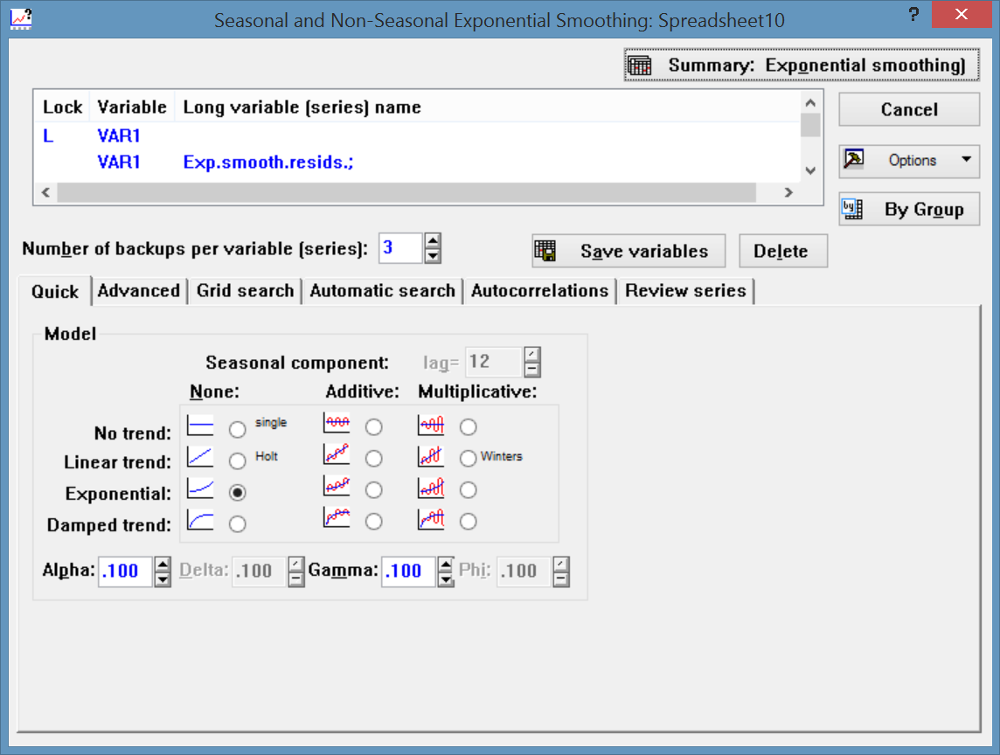 Seasonal and Non-Seasonal Exponential Smoothing: Spreadsheet10
Summary: Exponential smoothing)
Lock Variable Long variable (series) name
L VAR1
VAR1 Exp.smooth.resids.;
Cancel
Options
By Group
Number of backups per variable (series): 3
Save variables
Delete
Quick Advanced Grid search Automatic search Autocorrelations Review series
Model
Seasonal component: lag= 12
None: Additive: Multiplicative:
No trend: single
Linear trend: Holt Winters
Exponential:
Damped trend:
Alpha: .100 Delta: .100 Gamma: .100 Phi: .100